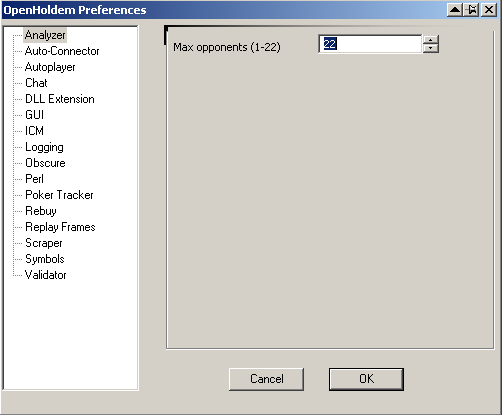 OpenHoldem Preferences
Analyzer
Auto-Connector
Autoplayer
Chat
DLL Extension
GUI
ICM
Logging
Obscure
Perl
Poker Tracker
Rebuy
Replay Frames
Scraper
Symbols
Validator
Max opponents (1-22)
22
Cancel
OK